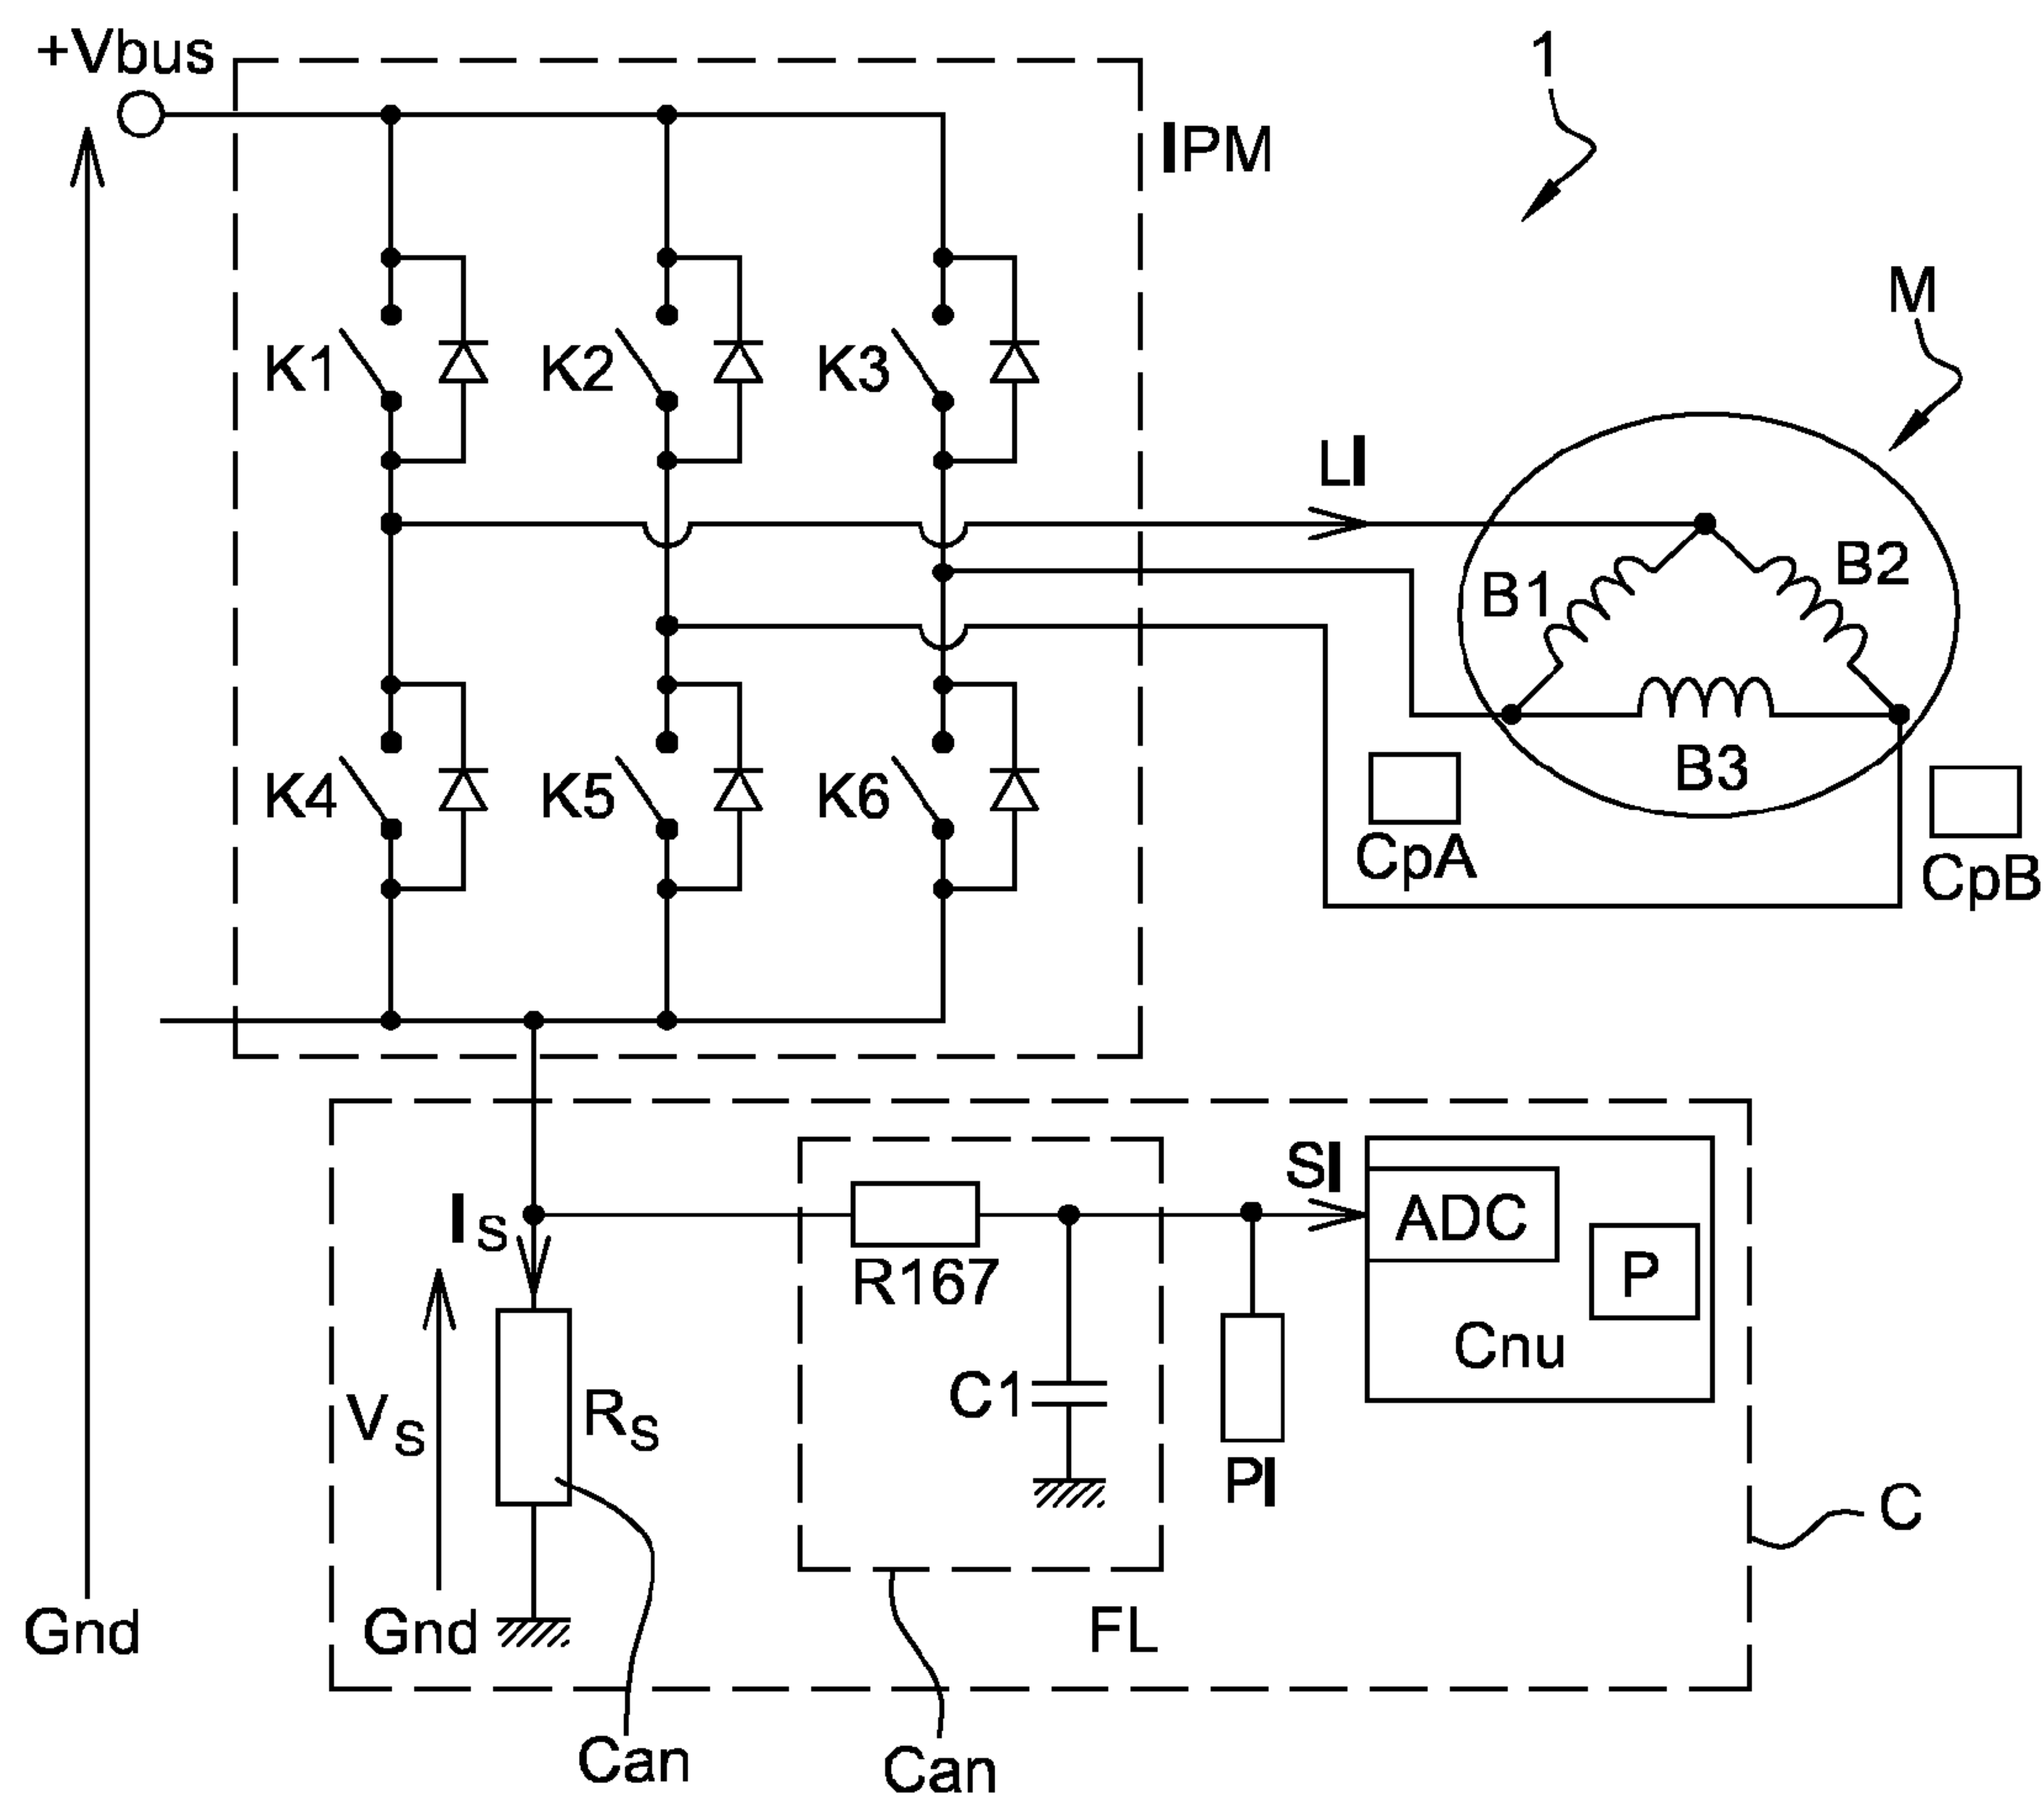 +Vbus
1
IPM
M
K1
K2
K3
LI
B1
B2
B3
K4
K5
K6
CpA
CpB
SI
ADC
IS
R167
P
Cnu
C1
VS
RS
PI
C
Gnd
Gnd
FL
Can
Can